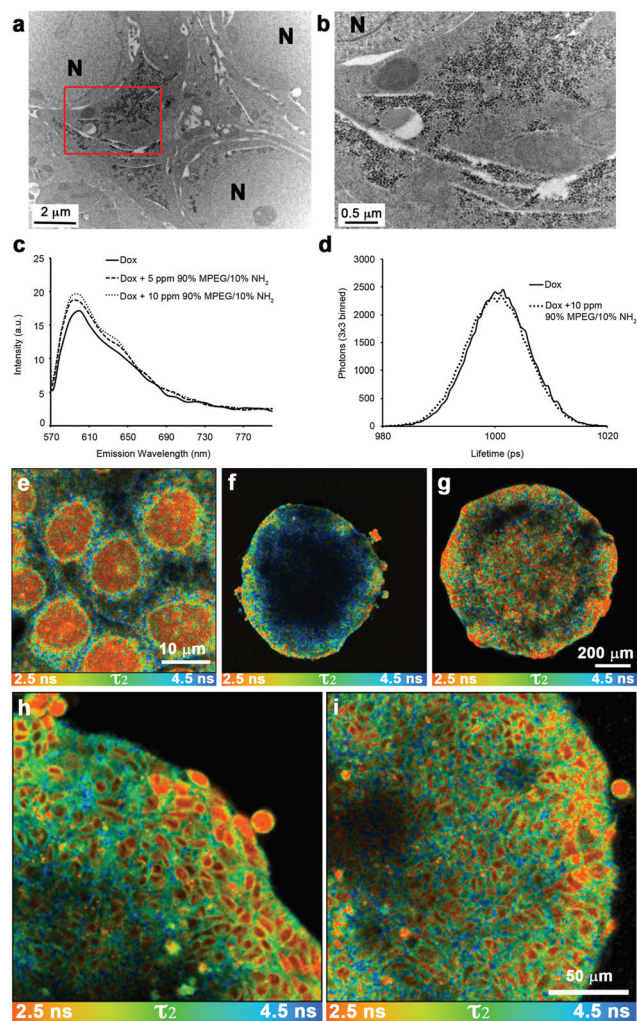 a
N
N
N
2 μm
b
N
0.5 μm
c
Dox
Dox + 5 ppm 90% MPEG/10% NH₂
Dox + 10 ppm 90% MPEG/10% NH₂
Intensity (a.u.)
25
20
15
10
5
0
570 610 650 690 730 770
Emission Wavelength (nm)
d
Dox
Dox +10 ppm
90% MPEG/10% NH₂
Photons (3x3 binned)
3000
2500
2000
1500
1000
500
0
980 1000 1020
Lifetime (ps)
e
10 μm
2.5 ns τ₂ 4.5 ns
f
2.5 ns τ₂ 4.5 ns
g
200 μm
2.5 ns τ₂ 4.5 ns
h
2.5 ns τ₂ 4.5 ns
i
50 μm
2.5 ns τ₂ 4.5 ns